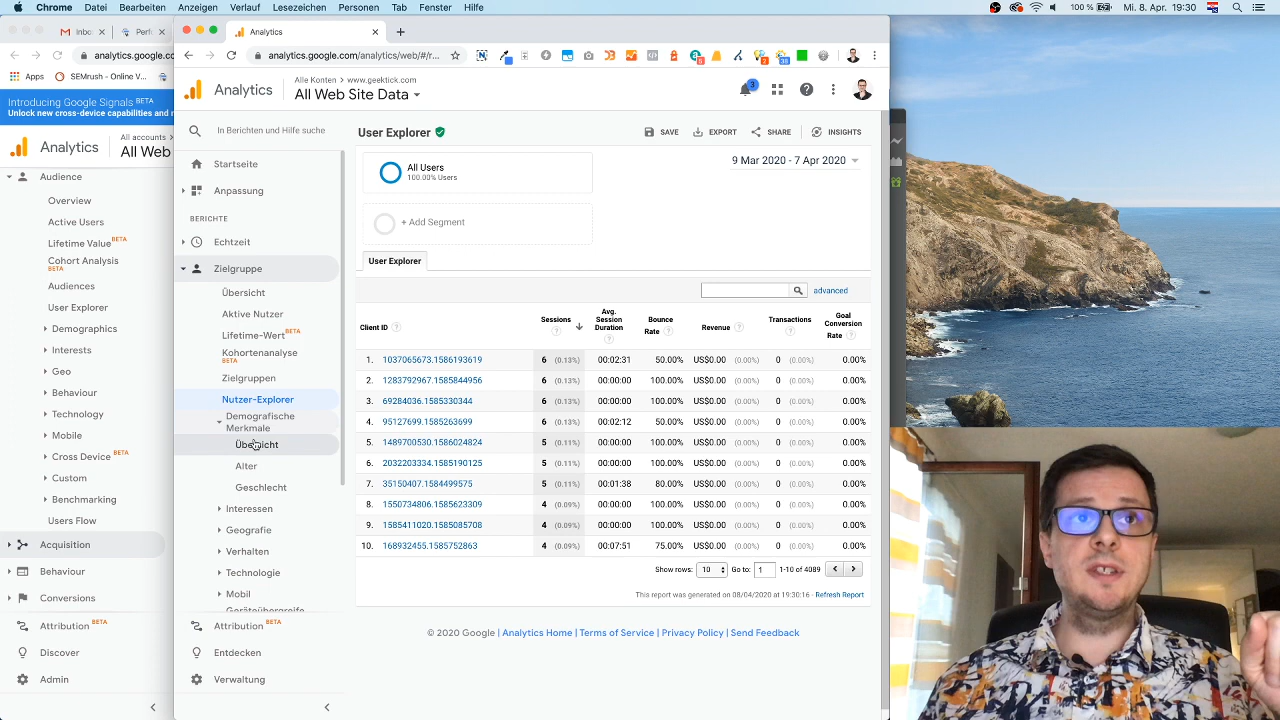 Chrome Datei Bearbeiten Anzeigen Verlauf Lesezeichen Personen Tab Fenster Hilfe
100 %
Mi. 8. Apr. 19:30
Inb
Perf
Analytics
analytics.google.co
analytics.google.com/analytics/web/#/r...
Apps
SEMrush - Online V...
Introducing Google Signals BETA
Unlock new cross-device capabilities and
Analytics
All accounts
All Web
Audience
Overview
Active Users
Lifetime Value BETA
Cohort Analysis
BETA
Audiences
User Explorer
Demographics
Interests
Geo
Behaviour
Technology
Mobile
Cross Device BETA
Custom
Benchmarking
Users Flow
Acquisition
Behaviour
Conversions
Attribution BETA
Discover
Admin
Analytics
Alle Konten > www.geektick.com
All Web Site Data
3
In Berichten und Hilfe suche
Startseite
Anpassung
BERICHTE
Echtzeit
Zielgruppe
Übersicht
Aktive Nutzer
Lifetime-Wert BETA
Kohortenanalyse
BETA
Zielgruppen
Nutzer-Explorer
Demografische
Merkmale
Übersicht
Alter
Geschlecht
Interessen
Geografie
Verhalten
Technologie
Mobil
Geräteübergreife
Attribution BETA
Entdecken
Verwaltung
User Explorer
SAVE EXPORT SHARE INSIGHTS
All Users
100.00% Users
9 Mar 2020 - 7 Apr 2020
+ Add Segment
User Explorer
advanced
Client ID Sessions Avg. Session Duration Bounce Rate Revenue Transactions Goal Conversion Rate
1. 1037065673.1586193619 6 (0.13%) 00:02:31 50.00% US$0.00 (0.00%) 0 (0.00%) 0.00%
2. 1283792967.1585844956 6 (0.13%) 00:00:00 100.00% US$0.00 (0.00%) 0 (0.00%) 0.00%
3. 69284036.1585330344 6 (0.13%) 00:00:00 100.00% US$0.00 (0.00%) 0 (0.00%) 0.00%
4. 95127699.1585263699 6 (0.13%) 00:02:12 50.00% US$0.00 (0.00%) 0 (0.00%) 0.00%
5. 1489700530.1586024824 5 (0.11%) 00:00:00 100.00% US$0.00 (0.00%) 0 (0.00%) 0.00%
6. 2032203334.1585190125 5 (0.11%) 00:00:00 100.00% US$0.00 (0.00%) 0 (0.00%) 0.00%
7. 35150407.1584499575 5 (0.11%) 00:01:38 80.00% US$0.00 (0.00%) 0 (0.00%) 0.00%
8. 1550734806.1585623309 4 (0.09%) 00:00:00 100.00% US$0.00 (0.00%) 0 (0.00%) 0.00%
9. 1585411020.1585085708 4 (0.09%) 00:00:00 100.00% US$0.00 (0.00%) 0 (0.00%) 0.00%
10. 168932455.1585752863 4 (0.09%) 00:07:51 75.00% US$0.00 (0.00%) 0 (0.00%) 0.00%
Show rows: 10 Go to: 1 1-10 of 4089
This report was generated on 08/04/2020 at 19:30:16 - Refresh Report
© 2020 Google | Analytics Home | Terms of Service | Privacy Policy | Send Feedback